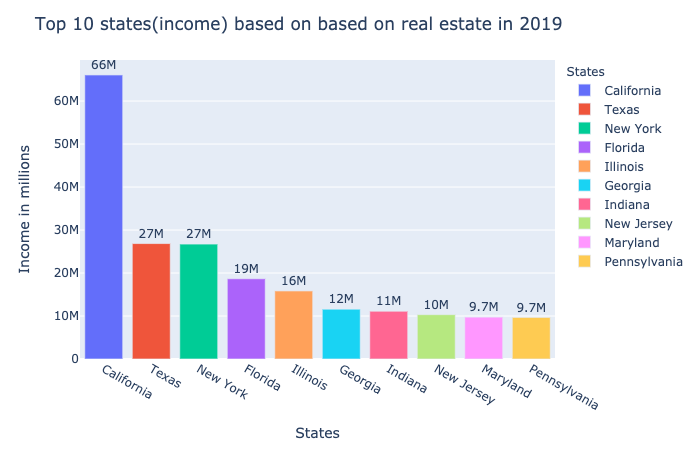 Top 10 states(income) based on based on real estate in 2019
Income in millions
60M
50M
40M
30M
20M
10M
0
66M
27M
27M
19M
16M
12M
11M
10M
9.7M
9.7M
California
Texas
New York
Florida
Illinois
Georgia
Indiana
New Jersey
Maryland
Pennsylvania
States
States
California
Texas
New York
Florida
Illinois
Georgia
Indiana
New Jersey
Maryland
Pennsylvania